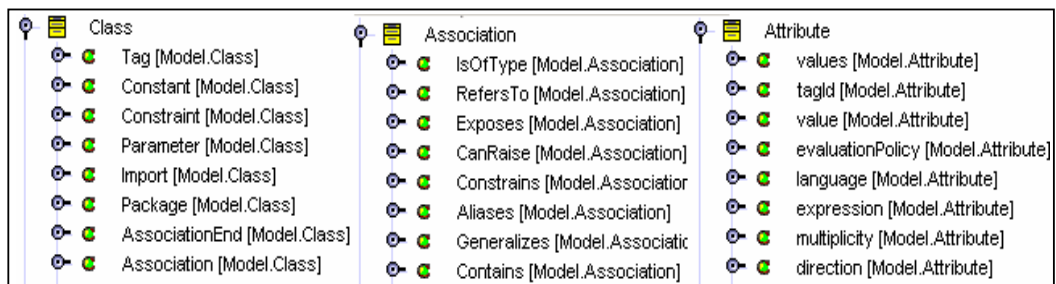 Class
Tag [Model.Class]
Constant [Model.Class]
Constraint [Model.Class]
Parameter [Model.Class]
Import [Model.Class]
Package [Model.Class]
AssociationEnd [Model.Class]
Association [Model.Class]
Association
IsOfType [Model.Association]
RefersTo [Model.Association]
Exposes [Model.Association]
CanRaise [Model.Association]
Constrains [Model.Association
Aliases [Model.Association]
Generalizes [Model.Associatic
Contains [Model.Association]
Attribute
values [Model.Attribute]
tagId [Model.Attribute]
value [Model.Attribute]
evaluationPolicy [Model.Attribute]
language [Model.Attribute]
expression [Model.Attribute]
multiplicity [Model.Attribute]
direction [Model.Attribute]